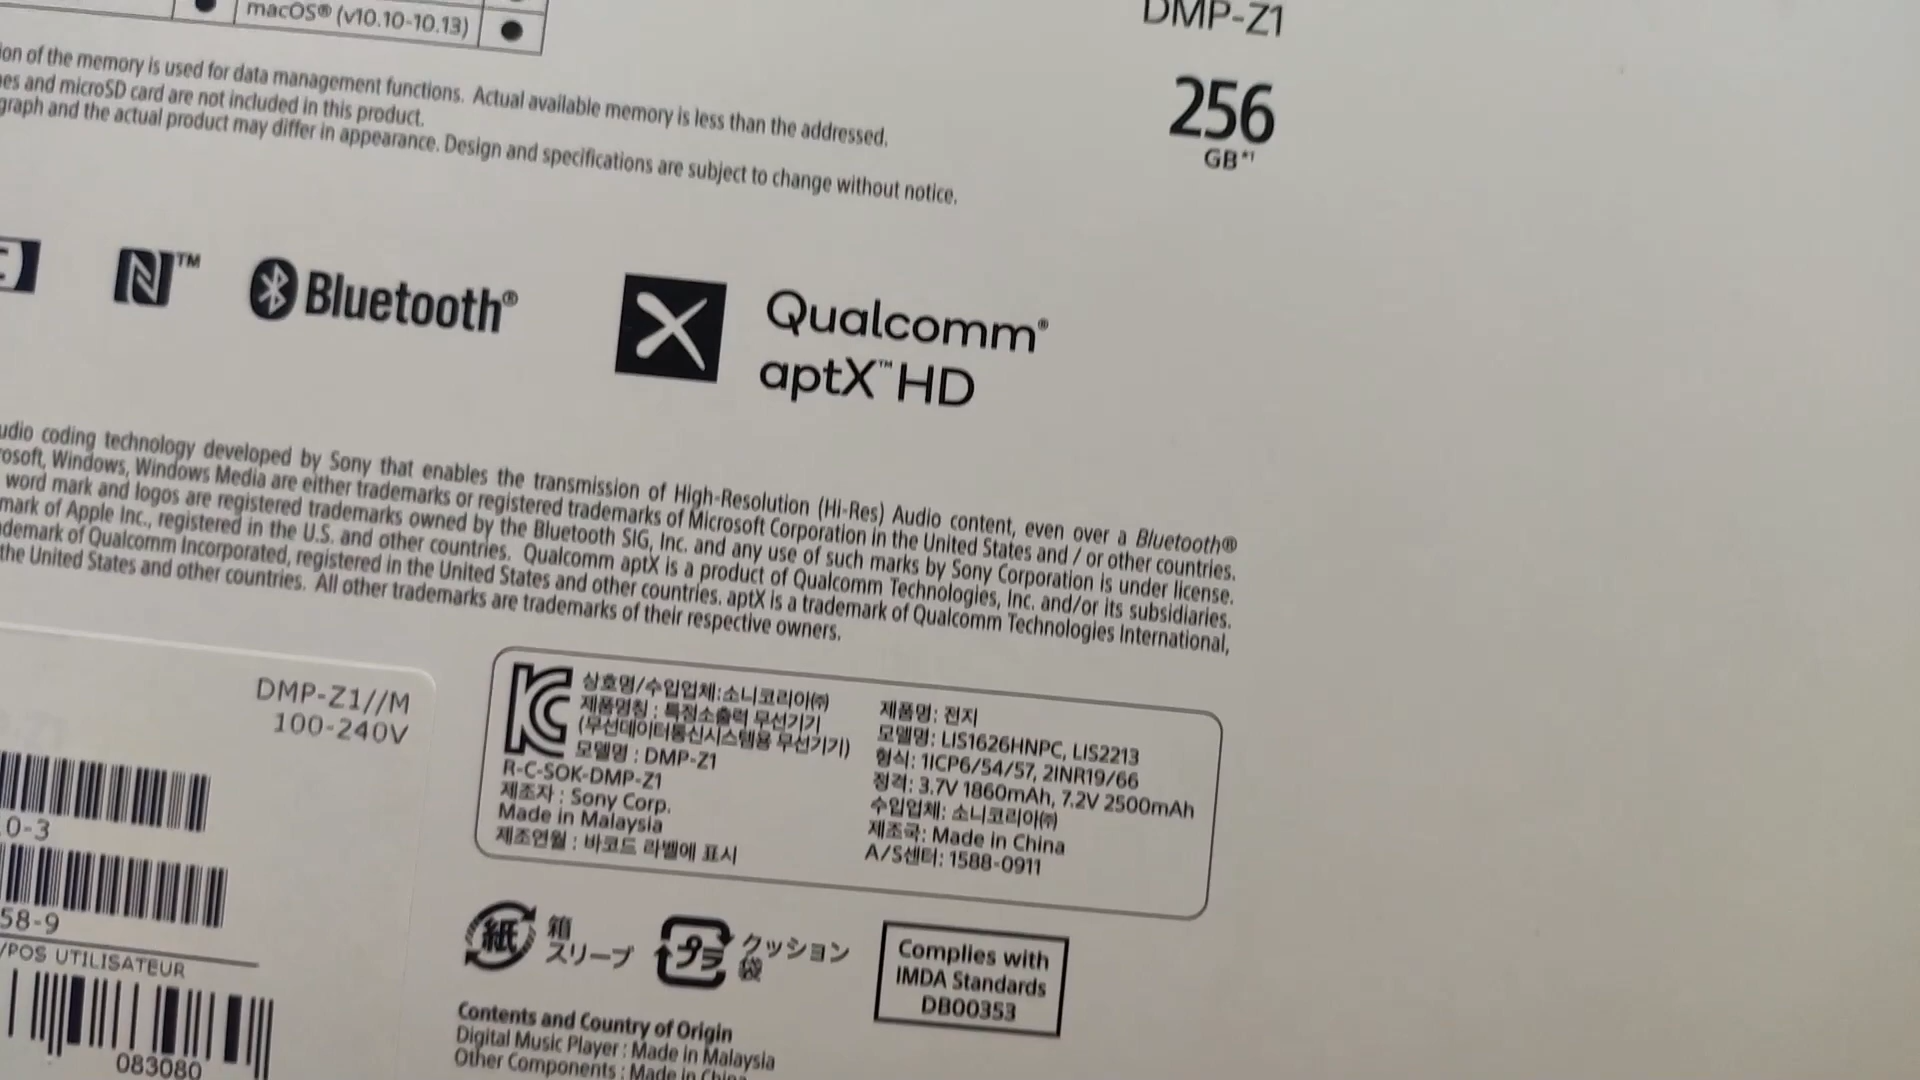 macOS® (v10.10-10.13)
DMP-Z1
256
GB*1
ion of the memory is used for data management functions. Actual available memory is less than the addressed.
es and microSD card are not included in this product.
graph and the actual product may differ in appearance. Design and specifications are subject to change without notice.
N™
Bluetooth®
Qualcomm®
aptX™ HD
udio coding technology developed by Sony that enables the transmission of High-Resolution (Hi-Res) Audio content, even over a Bluetooth®
rosoft, Windows, Windows Media are either trademarks or registered trademarks of Microsoft Corporation in the United States and / or other countries.
word mark and logos are registered trademarks owned by the Bluetooth SIG, Inc. and any use of such marks by Sony Corporation is under license.
mark of Apple Inc., registered in the U.S. and other countries. Qualcomm aptX is a product of Qualcomm Technologies, Inc. and/or its subsidiaries.
demark of Qualcomm Incorporated, registered in the United States and other countries. aptX is a trademark of Qualcomm Technologies International,
the United States and other countries. All other trademarks are trademarks of their respective owners.
DMP-Z1//M
100-240V
0-3
58-9
/POS UTILISATEUR
083080
상호명/수입업체:소니코리아㈜
제품명칭 : 특정소출력 무선기기
(무선데이터통신시스템용 무선기기)
모델명 : DMP-Z1
R-C-SOK-DMP-Z1
제조자 : Sony Corp.
Made in Malaysia
제조연월 : 바코드 라벨에 표시
제품명: 전지
모델명: LIS1626HNPC, LIS2213
형식: 1ICP6/54/57, 2INR19/66
정격: 3.7V 1860mAh, 7.2V 2500mAh
수입업체: 소니코리아㈜
제조국: Made in China
A/S센터: 1588-0911
紙
箱
スリーブ
プラ
クッション
袋
Complies with
IMDA Standards
DB00353
Contents and Country of Origin
Digital Music Player : Made in Malaysia
Other Components : Made in China